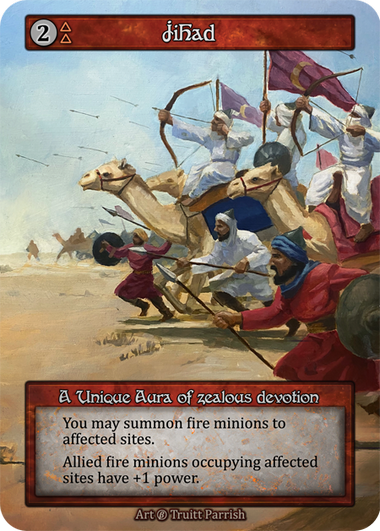 2
Jihad
A Unique Aura of zealous devotion
You may summon fire minions to
affected sites.
Allied fire minions occupying affected
sites have +1 power.
Art @ Truitt Parrish